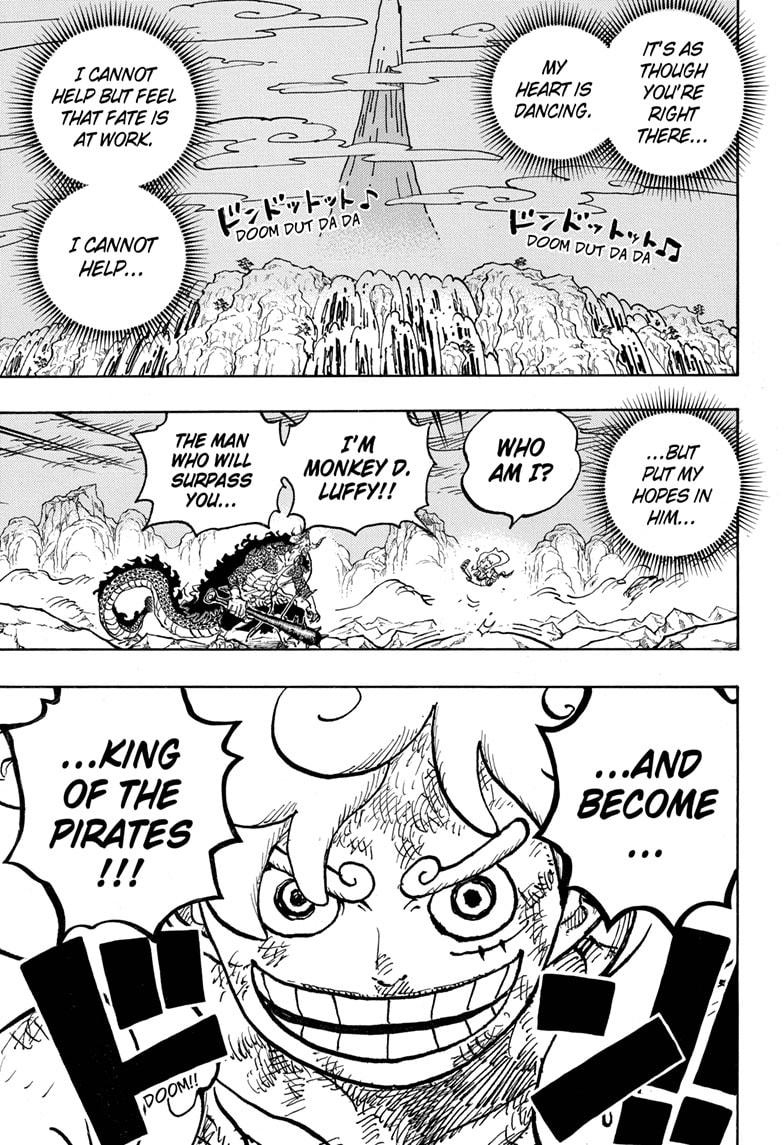 IT'S AS
THOUGH
YOU'RE
RIGHT
THERE...
MY
HEART IS
DANCING.
I CANNOT
HELP BUT FEEL
THAT FATE IS
AT WORK.
I CANNOT
HELP...
ドンドットット♪
DOOM DUT DA DA
ドンドットット♫
DOOM DUT DA DA
...BUT
PUT MY
HOPES IN
HIM...
WHO
AM I?
I'M
MONKEY D.
LUFFY!!
THE MAN
WHO WILL
SURPASS
YOU...
...AND
BECOME
...
...KING
OF THE
PIRATES
!!!
ド
DOOM!!